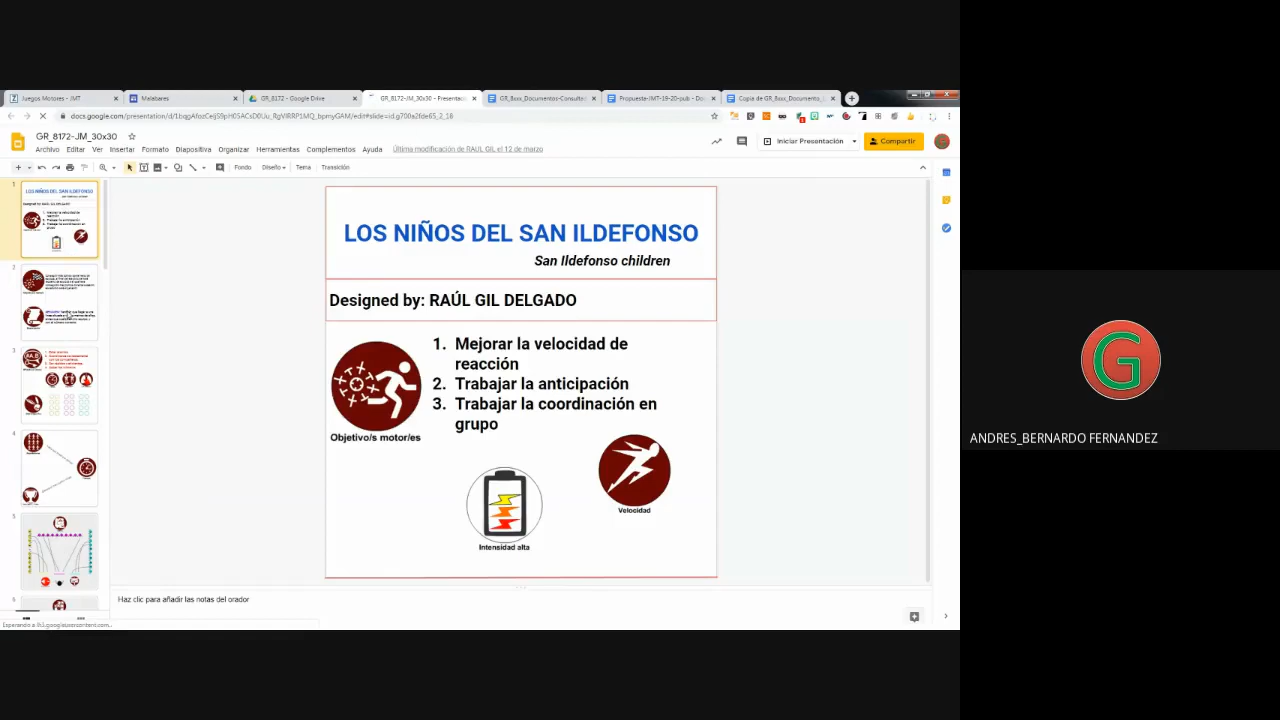 Juegos Motores - JMT
Malabares
GR_8172 - Google Drive
GR_8172-JM_30x30 - Presentac
GR_8xxx_Documentos-Consulta
Propuesta-JMT-19-20-pub - Do
Copia de GR_8xxx_Documento_
GR_8172-JM_30x30
Archivo Editar Ver Insertar Formato Diapositiva Organizar Herramientas Complementos Ayuda Última modificación de RAUL GIL el 12 de marzo
Iniciar Presentación
Compartir
Fondo Diseño Tema Transición
LOS NIÑOS DEL SAN ILDEFONSO
San Ildefonso children
Designed by: RAÚL GIL DELGADO
1. Mejorar la velocidad de
reacción
2. Trabajar la anticipación
3. Trabajar la coordinación en
grupo
Objetivo/s motor/es
Velocidad
Intensidad alta
Haz clic para añadir las notas del orador
G
ANDRES_BERNARDO FERNANDEZ